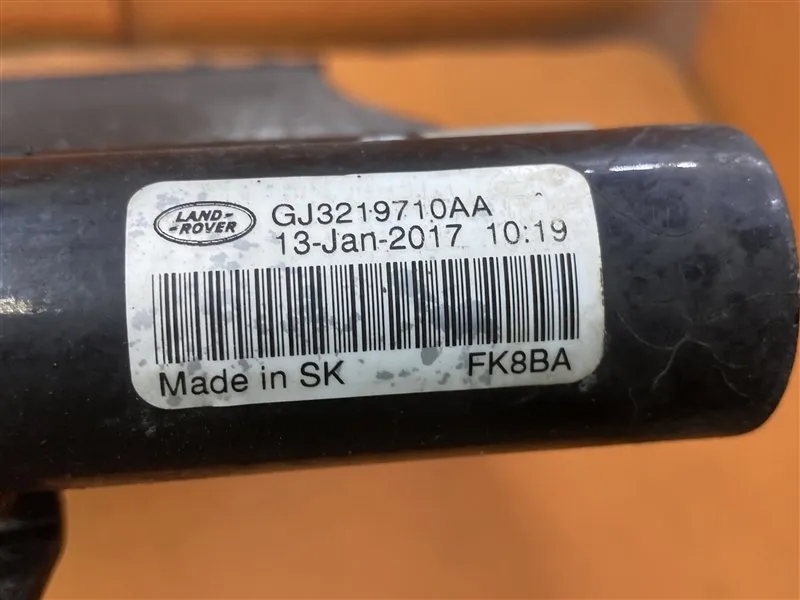 LAND-
-ROVER
GJ3219710AA
13-Jan-2017 10:19
Made in SK
FK8BA